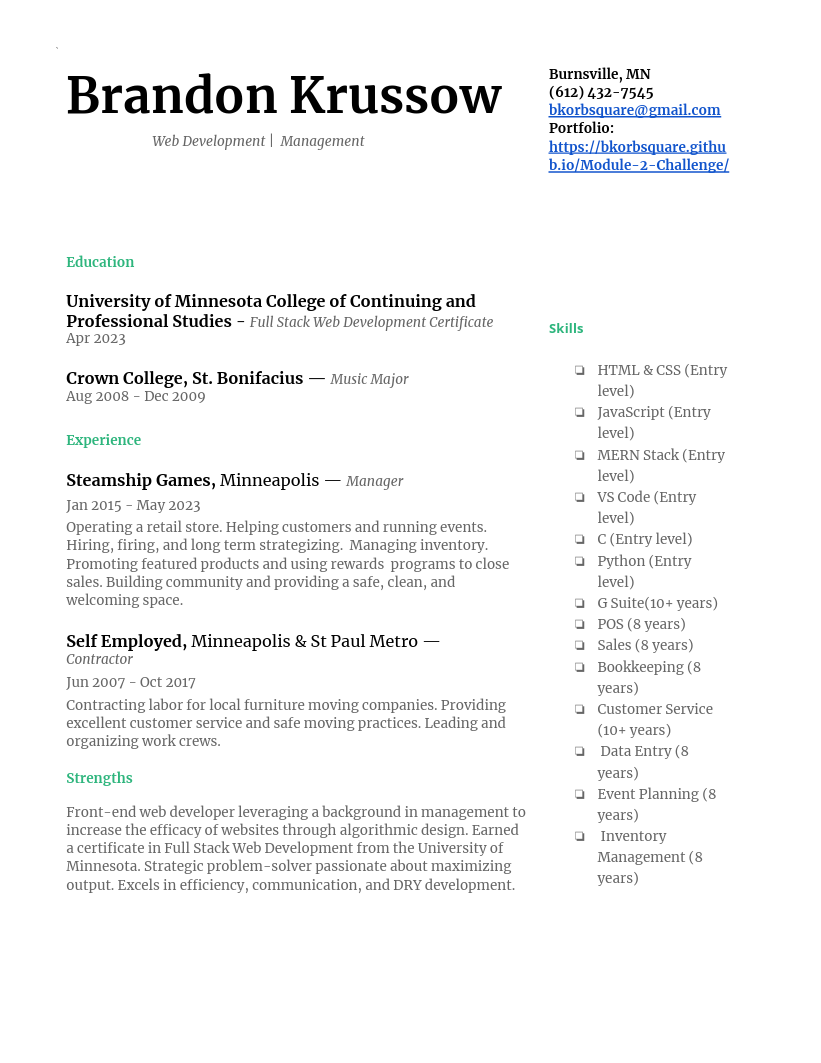 `
Brandon Krussow
Web Development | Management
Burnsville, MN
(612) 432-7545
bkorbsquare@gmail.com
Portfolio:
https://bkorbsquare.githu
b.io/Module-2-Challenge/
Education
University of Minnesota College of Continuing and
Professional Studies - Full Stack Web Development Certificate
Apr 2023
Crown College, St. Bonifacius — Music Major
Aug 2008 - Dec 2009
Experience
Steamship Games, Minneapolis — Manager
Jan 2015 - May 2023
Operating a retail store. Helping customers and running events.
Hiring, firing, and long term strategizing.  Managing inventory.
Promoting featured products and using rewards  programs to close
sales. Building community and providing a safe, clean, and
welcoming space.
Self Employed, Minneapolis & St Paul Metro —
Contractor
Jun 2007 - Oct 2017
Contracting labor for local furniture moving companies. Providing
excellent customer service and safe moving practices. Leading and
organizing work crews.
Strengths
Front-end web developer leveraging a background in management to
increase the efficacy of websites through algorithmic design. Earned
a certificate in Full Stack Web Development from the University of
Minnesota. Strategic problem-solver passionate about maximizing
output. Excels in efficiency, communication, and DRY development.
Skills
❏ HTML & CSS (Entry
level)
❏ JavaScript (Entry
level)
❏ MERN Stack (Entry
level)
❏ VS Code (Entry
level)
❏ C (Entry level)
❏ Python (Entry
level)
❏ G Suite(10+ years)
❏ POS (8 years)
❏ Sales (8 years)
❏ Bookkeeping (8
years)
❏ Customer Service
(10+ years)
❏ Data Entry (8
years)
❏ Event Planning (8
years)
❏ Inventory
Management (8
years)